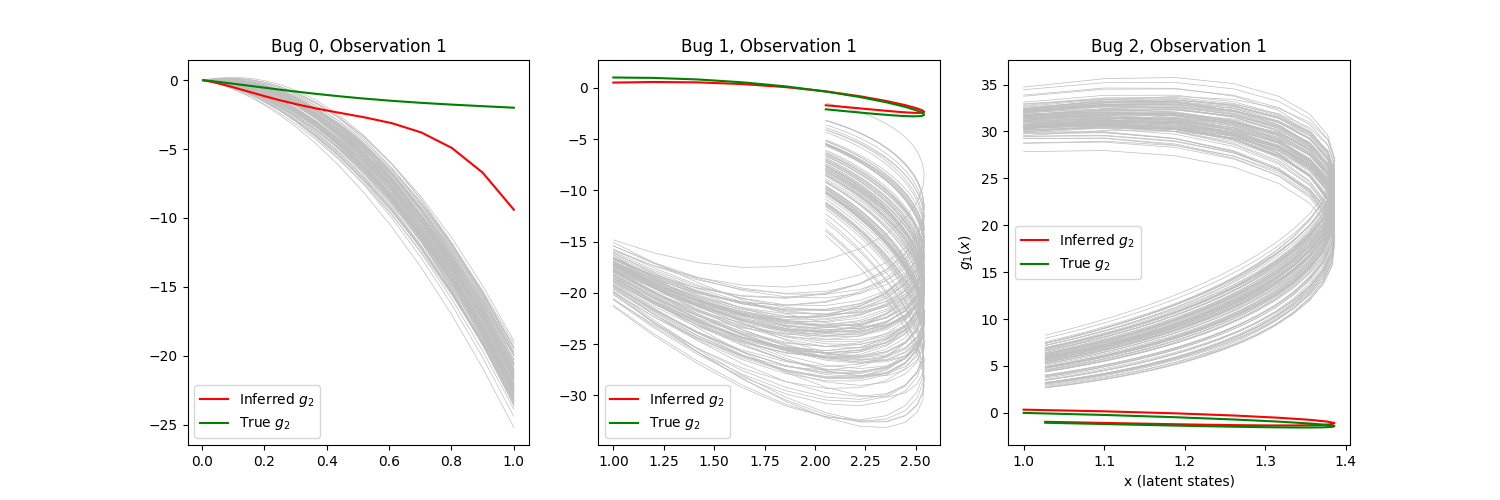 Bug 0, Observation 1
0
−5
−10
−15
−20
−25
0.0 0.2 0.4 0.6 0.8 1.0
Inferred g₂
True g₂
Bug 1, Observation 1
0
−5
−10
−15
−20
−25
−30
1.00 1.25 1.50 1.75 2.00 2.25 2.50
Inferred g₂
True g₂
Bug 2, Observation 1
g₁(x)
35
30
25
20
15
10
5
0
1.0 1.1 1.2 1.3 1.4
x (latent states)
Inferred g₂
True g₂